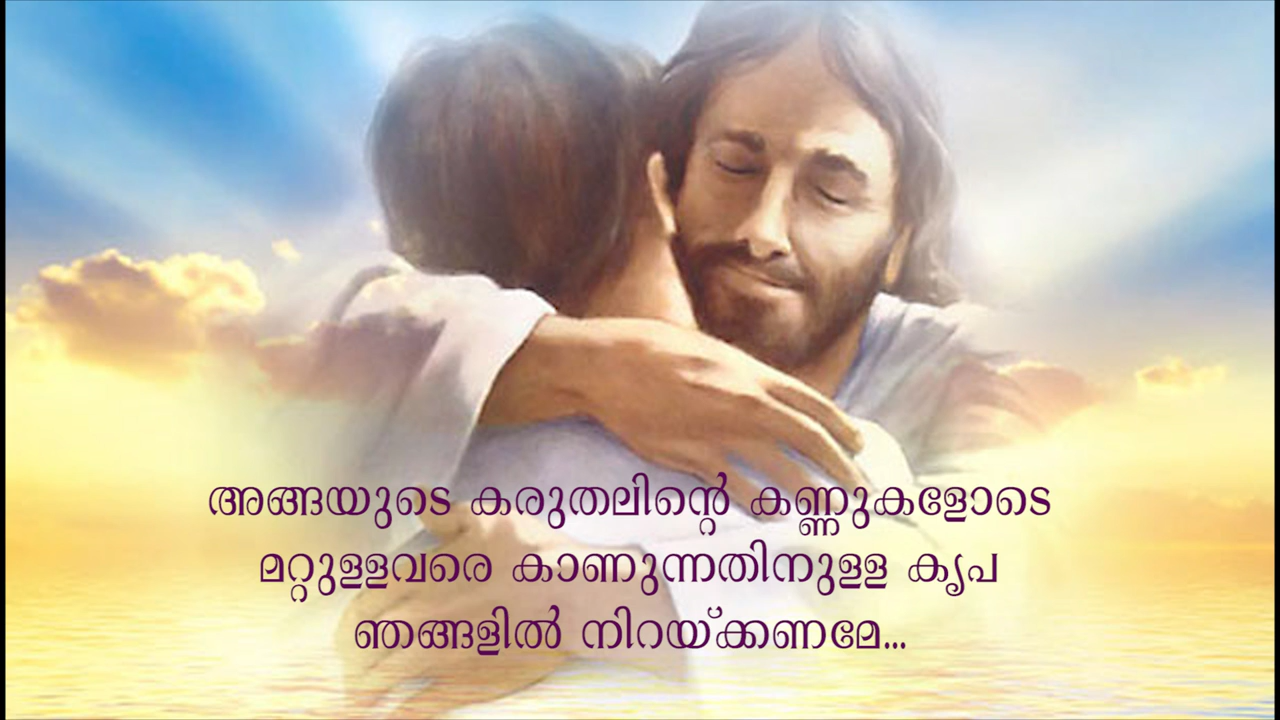 അങ്ങയുടെ കരുതലിന്റെ കണ്ണുകളോടെ
മറ്റുള്ളവരെ കാണുന്നതിനുള്ള കൃപ
ഞങ്ങളിൽ നിറയ്ക്കണമേ...